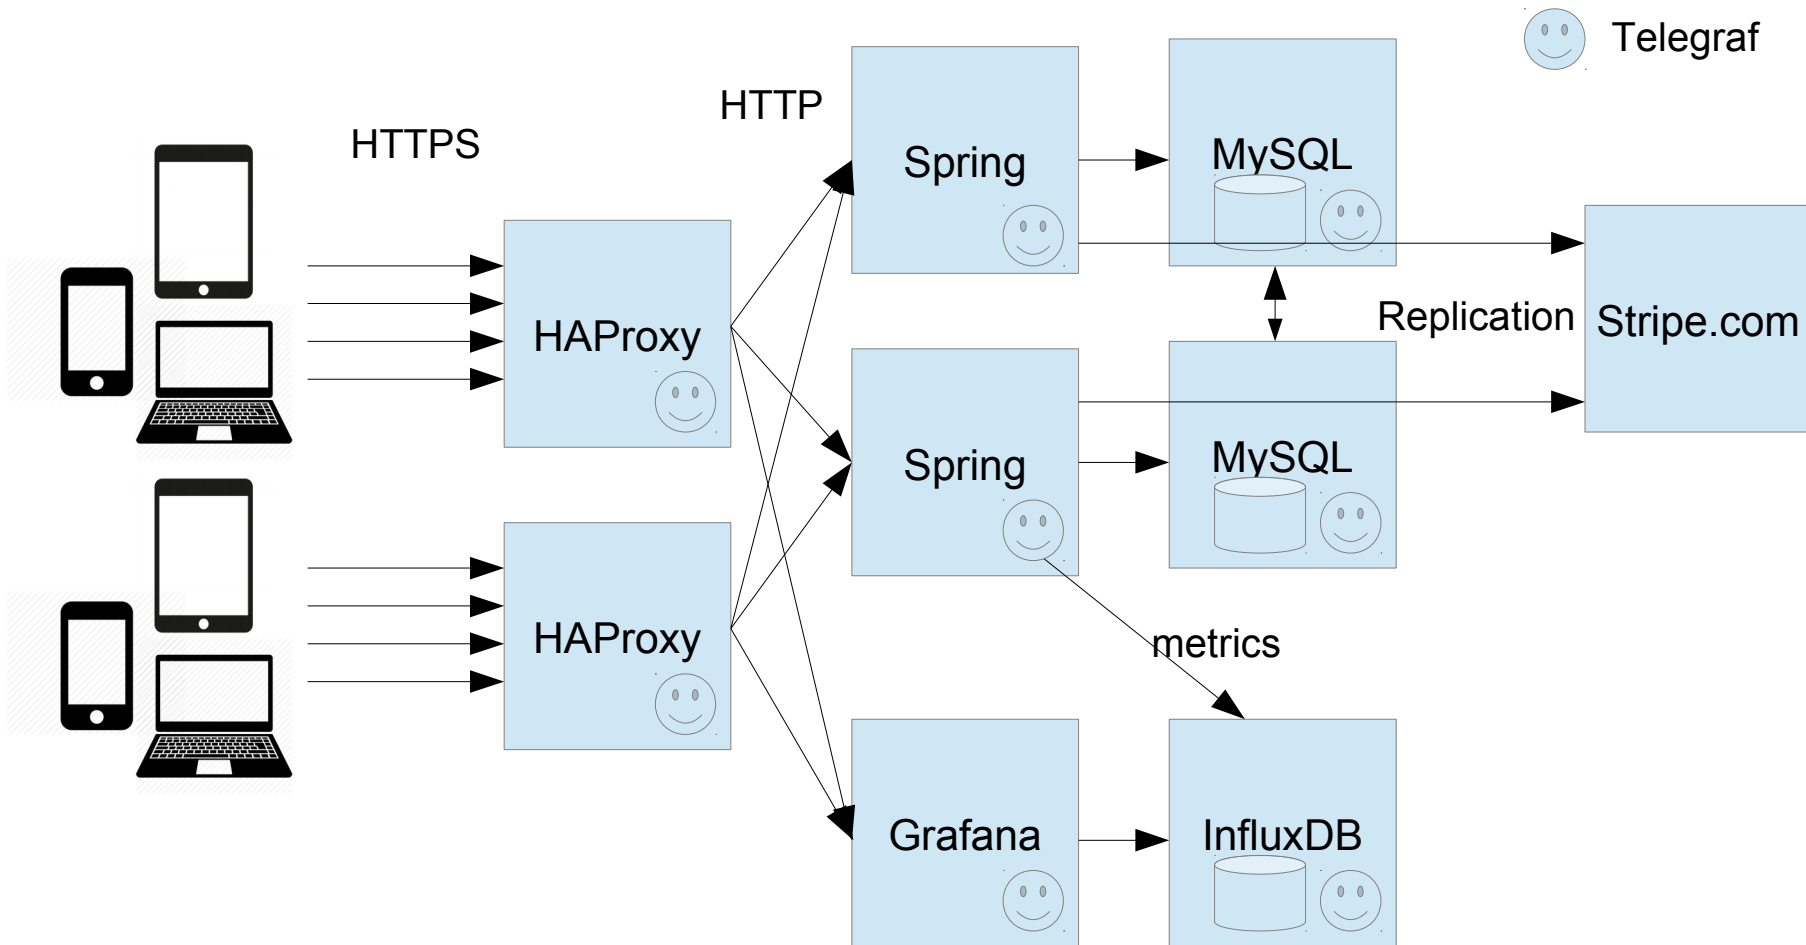 Telegraf
HTTPS
HTTP
Spring
MySQL
HAProxy
Replication
Stripe.com
Spring
MySQL
HAProxy
metrics
Grafana
InfluxDB